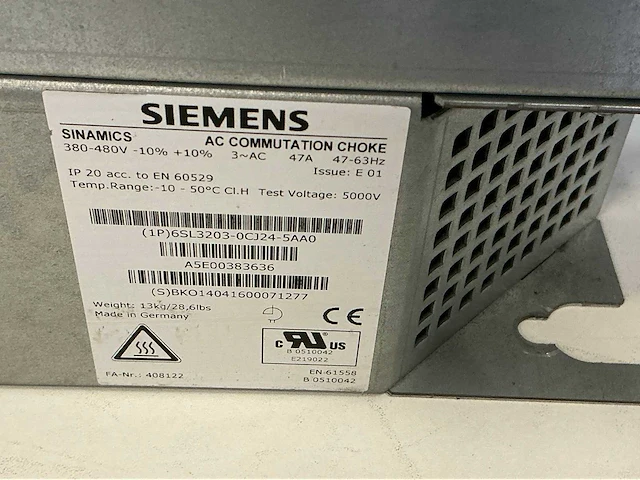 SIEMENS
SINAMICS AC COMMUTATION CHOKE
380-480V -10% +10% 3~AC 47A 47-63Hz
Issue: E 01
IP 20 acc. to EN 60529
Temp.Range:-10 - 50°C Cl.H Test Voltage: 5000V
(1P)6SL3203-0CJ24-5AA0
A5E00383636
(S)BKO14041600071277
Weight: 13kg/28,6lbs
Made in Germany
CE
c RU US
B 0510042
E219022
FA-Nr.: 408122
EN 61558
B 0510042